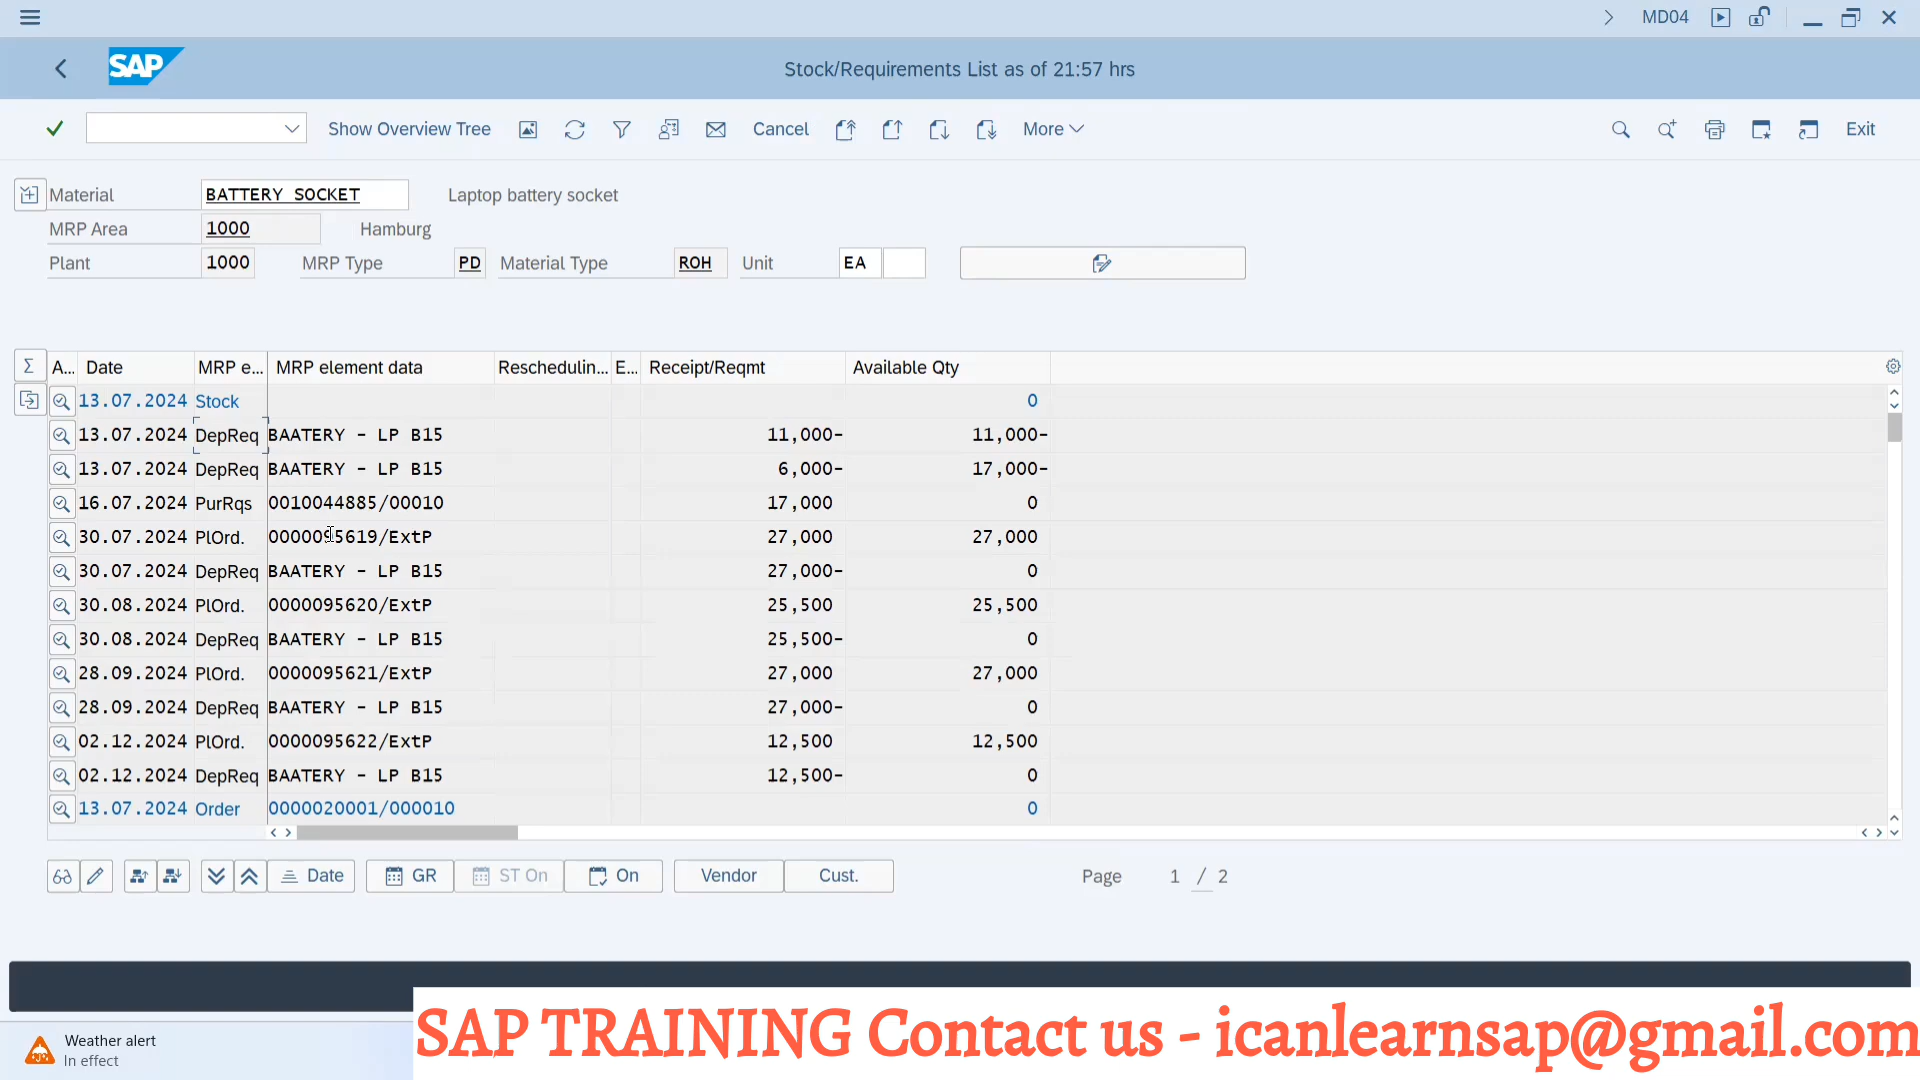 MD04
SAP
Stock/Requirements List as of 21:57 hrs
Show Overview Tree Cancel More Exit
Material BATTERY SOCKET Laptop battery socket
MRP Area 1000 Hamburg
Plant 1000 MRP Type PD Material Type ROH Unit EA
Σ A... Date MRP e... MRP element data Reschedulin... E... Receipt/Reqmt Available Qty
13.07.2024 Stock 0
13.07.2024 DepReq BAATERY - LP B15 11,000- 11,000-
13.07.2024 DepReq BAATERY - LP B15 6,000- 17,000-
16.07.2024 PurRqs 0010044885/00010 17,000 0
30.07.2024 PlOrd. 0000095619/ExtP 27,000 27,000
30.07.2024 DepReq BAATERY - LP B15 27,000- 0
30.08.2024 PlOrd. 0000095620/ExtP 25,500 25,500
30.08.2024 DepReq BAATERY - LP B15 25,500- 0
28.09.2024 PlOrd. 0000095621/ExtP 27,000 27,000
28.09.2024 DepReq BAATERY - LP B15 27,000- 0
02.12.2024 PlOrd. 0000095622/ExtP 12,500 12,500
02.12.2024 DepReq BAATERY - LP B15 12,500- 0
13.07.2024 Order 0000020001/000010 0
Date GR ST On On Vendor Cust. Page 1 / 2
Weather alert
In effect
SAP TRAINING Contact us - icanlearnsap@gmail.com